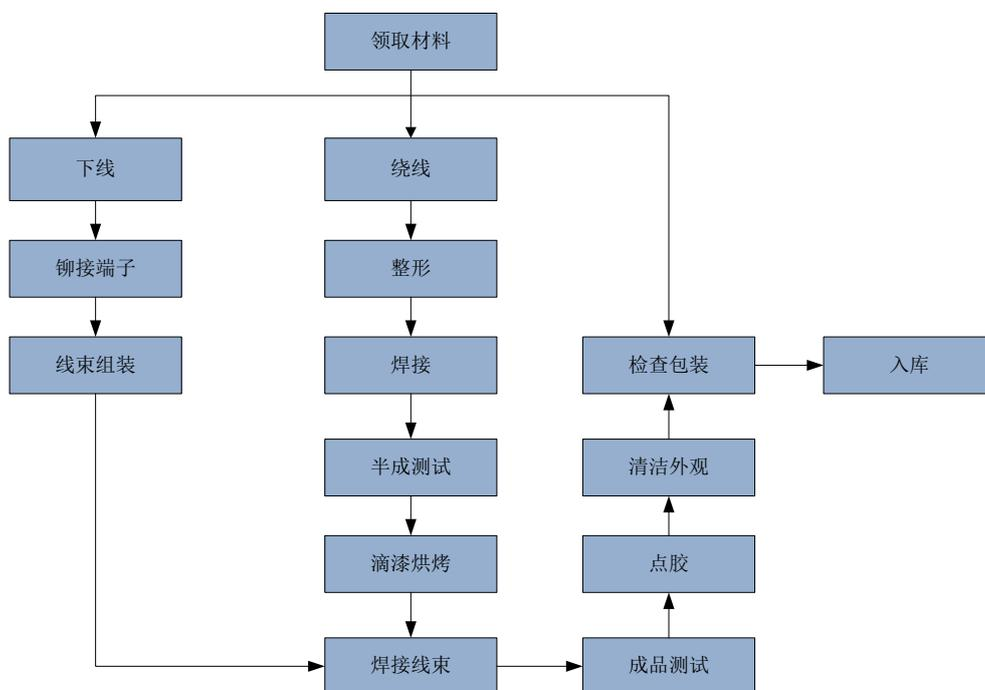 领取材料
下线
绕线
铆接端子
整形
线束组装
焊接
检查包装
入库
半成测试
清洁外观
滴漆烘烤
点胶
焊接线束
成品测试